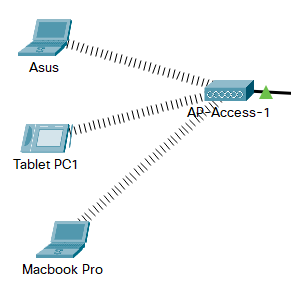 Asus
AP-Access-1
Tablet PC1
Macbook Pro